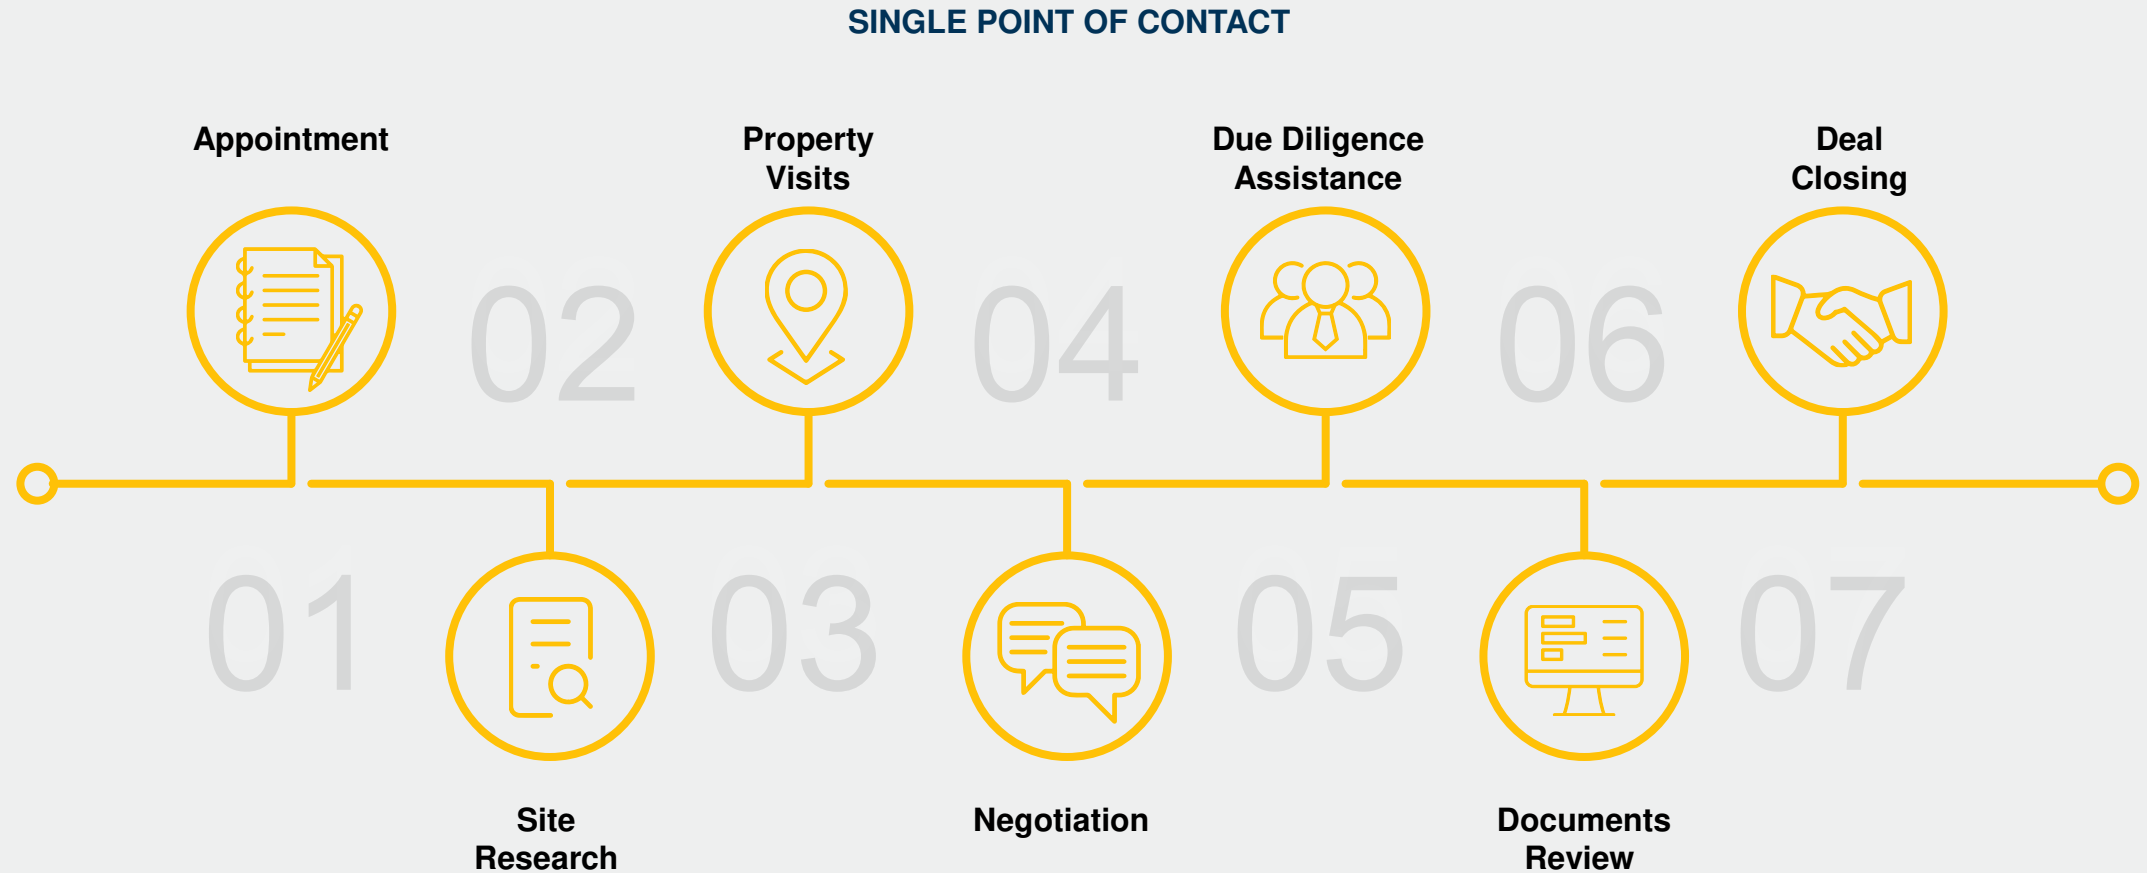 SINGLE POINT OF CONTACT
Appointment
01
02
Site
Research
Property
Visits
03
04
Negotiation
Due Diligence
Assistance
05
06
Documents
Review
Deal
Closing
07